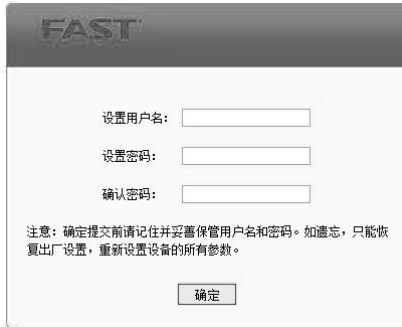 FAST
设置用户名：
设置密码：
确认密码：
注意：确定提交前请记住并妥善保管用户名和密码。如遗忘，只能恢
复出厂设置，重新设置设备的所有参数。
确定